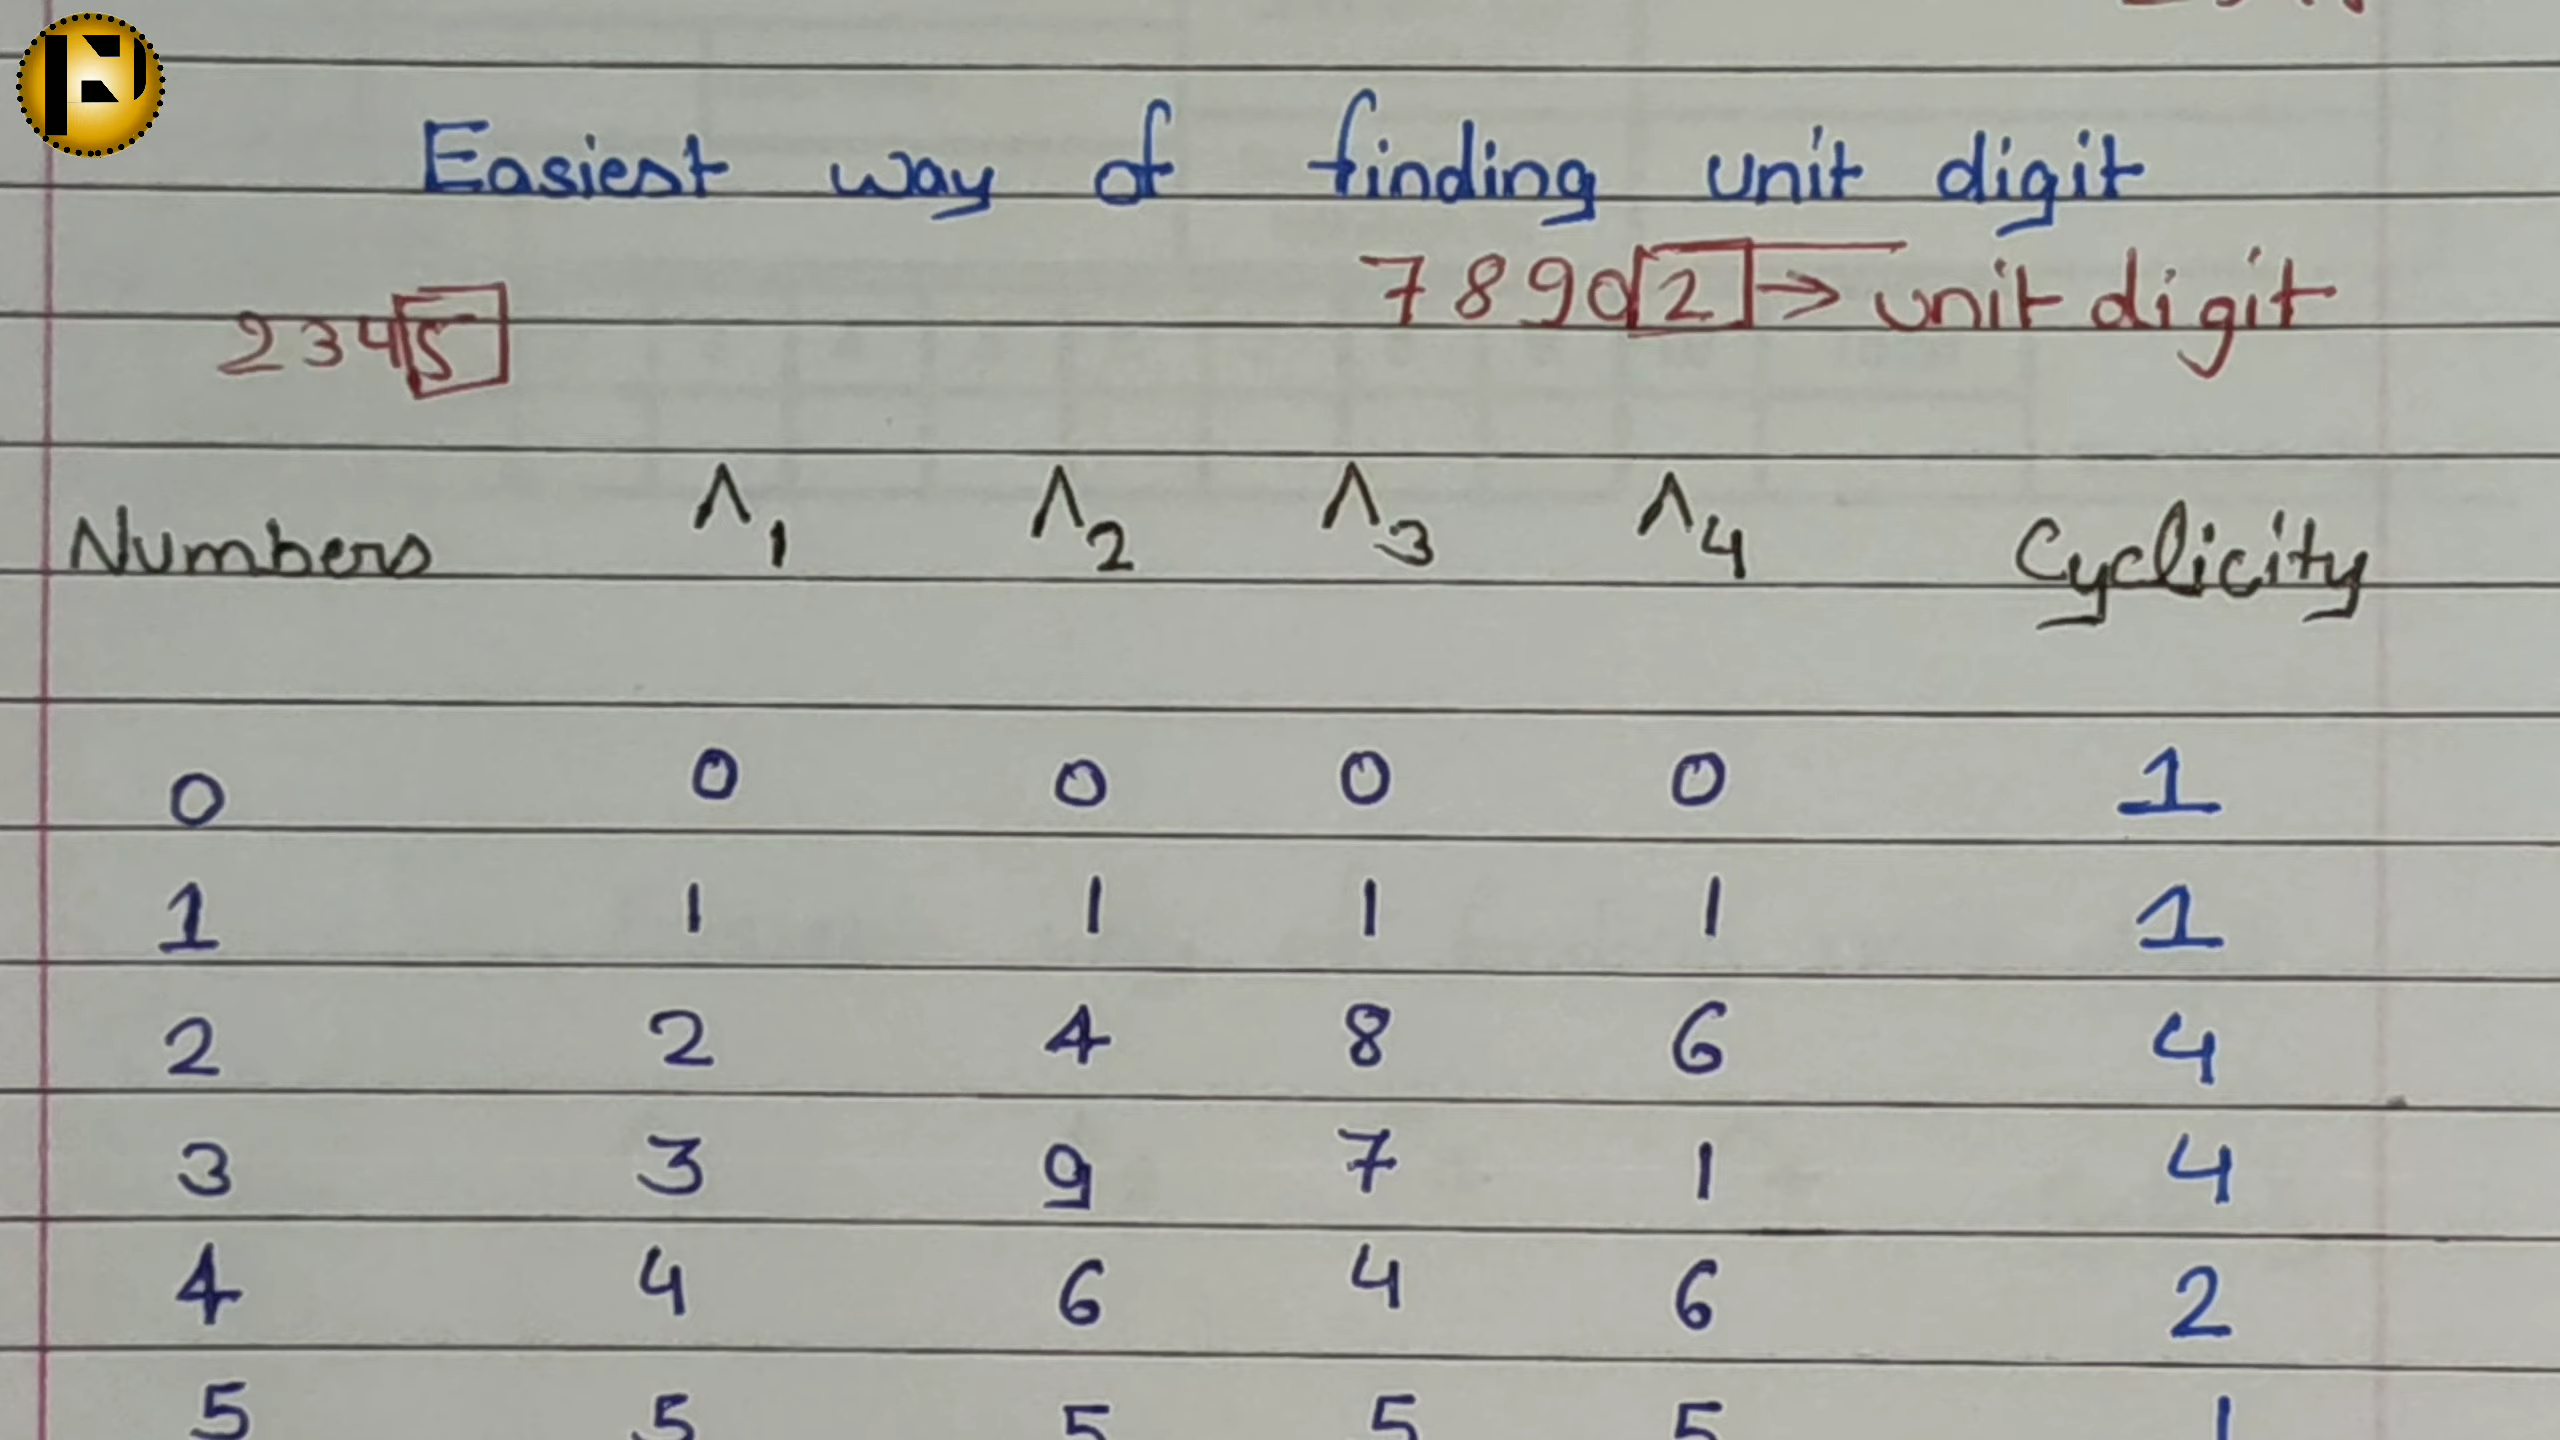 Easiest way of finding unit digit
78902 → unit digit
2345
Numbers ^1 ^2 ^3 ^4 Cyclicity
0 0 0 0 0 1
1 1 1 1 1 1
2 2 4 8 6 4
3 3 9 7 1 4
4 4 6 4 6 2
5 5 5 5 5 1